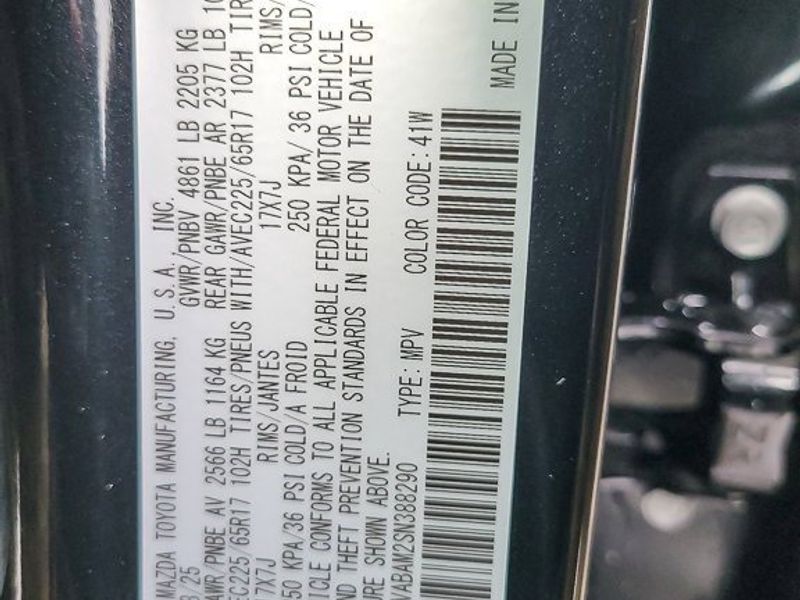 MAZDA TOYOTA MANUFACTURING, U.S.A., INC.
/25 GVWR/PNBV 4861 LB 2205 KG
AWR/PNBE AV 2566 LB 1164 KG REAR GAWR/PNBE AR 2377 LB 10
EC225/65R17 102H TIRES/PNEUS WITH/AVEC225/65R17 102H TIR
17X7J RIMS/JANTES 17X7J RIMS/
50 KPA/36 PSI COLD/A FROID 250 KPA/ 36 PSI COLD/
ICLE CONFORMS TO ALL APPLICABLE FEDERAL MOTOR VEHICLE
ND THEFT PREVENTION STANDARDS IN EFFECT ON THE DATE OF
URE SHOWN ABOVE.
VABAM2SN388290 TYPE: MPV COLOR CODE: 41W
MADE IN